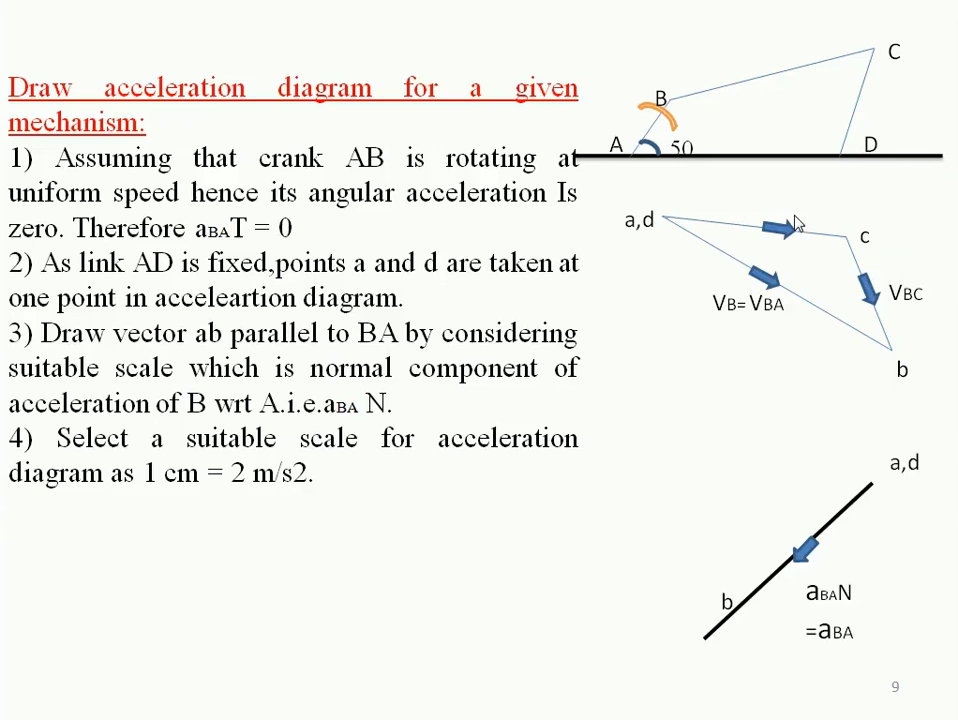 Draw acceleration diagram for a given
mechanism:
1) Assuming that crank AB is rotating at
uniform speed hence its angular acceleration Is
zero. Therefore aBAT = 0
2) As link AD is fixed,points a and d are taken at
one point in acceleartion diagram.
3) Draw vector ab parallel to BA by considering
suitable scale which is normal component of
acceleration of B wrt A.i.e.aBA N.
4) Select a suitable scale for acceleration
diagram as 1 cm = 2 m/s2.
C
B
A
50
D
a,d
c
VB= VBA
VBC
b
a,d
b
aBAN
=aBA
9